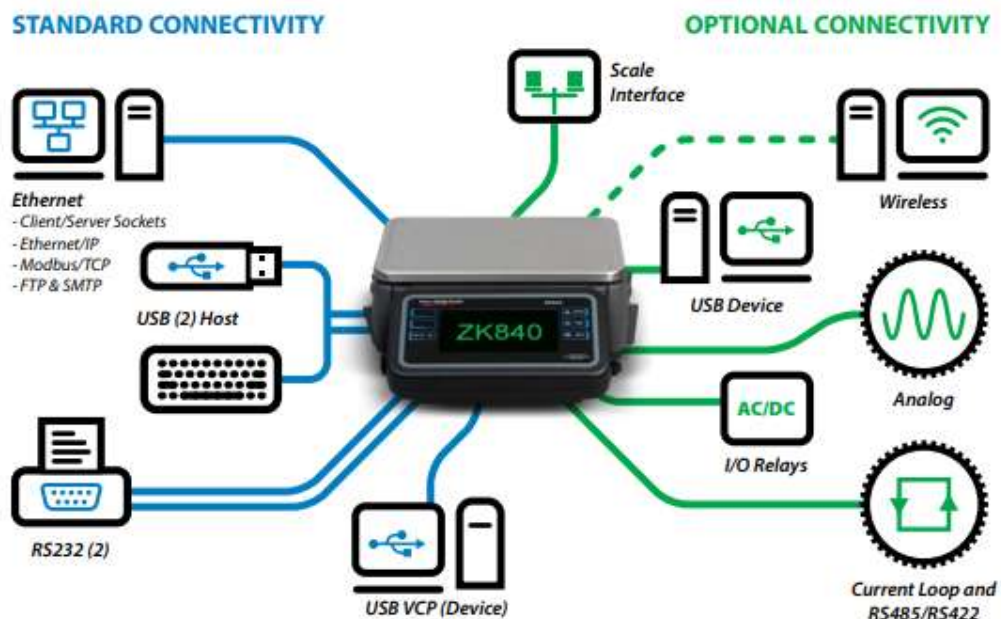 STANDARD CONNECTIVITY
OPTIONAL CONNECTIVITY
Scale
Interface
Ethernet
- Client/Server Sockets
- Ethernet/IP
- Modbus/TCP
- FTP & SMTP
Wireless
USB (2) Host
USB Device
ZK840
Analog
AC/DC
I/O Relays
RS232 (2)
USB VCP (Device)
Current Loop and
RS485/RS422